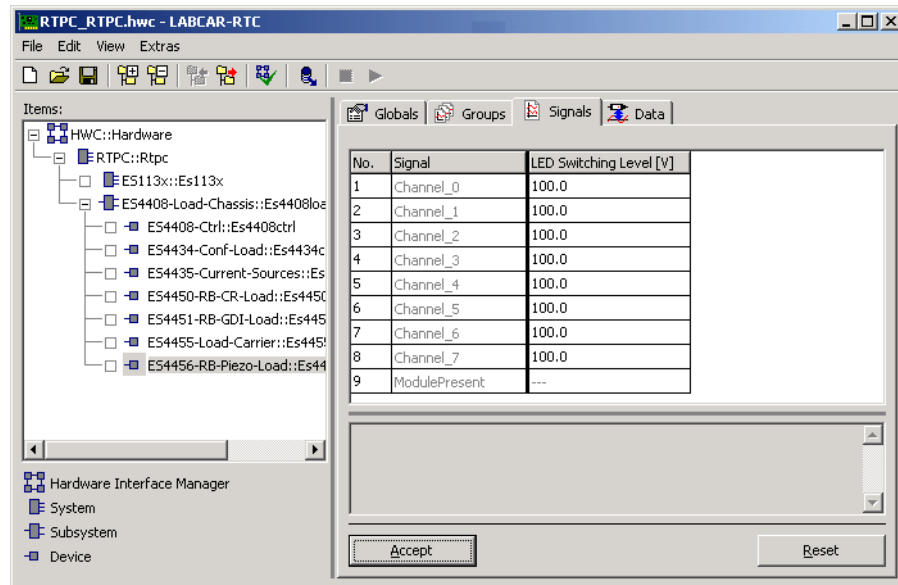 RTPC_RTPC.hwc - LABCAR-RTC
File Edit View Extras
Items:
HWC::Hardware
RTPC::Rtpc
ES113x::Es113x
ES4408-Load-Chassis::Es4408loa
ES4408-Ctrl::Es4408ctrl
ES4434-Conf-Load::Es4434c
ES4435-Current-Sources::Es
ES4450-RB-CR-Load::Es4450
ES4451-RB-GDI-Load::Es445
ES4455-Load-Carrier::Es445
ES4456-RB-Piezo-Load::Es44
Hardware Interface Manager
System
Subsystem
Device
Globals Groups Signals Data
No. Signal LED Switching Level [V]
1 Channel_0 100.0
2 Channel_1 100.0
3 Channel_2 100.0
4 Channel_3 100.0
5 Channel_4 100.0
6 Channel_5 100.0
7 Channel_6 100.0
8 Channel_7 100.0
9 ModulePresent ---
Accept Reset